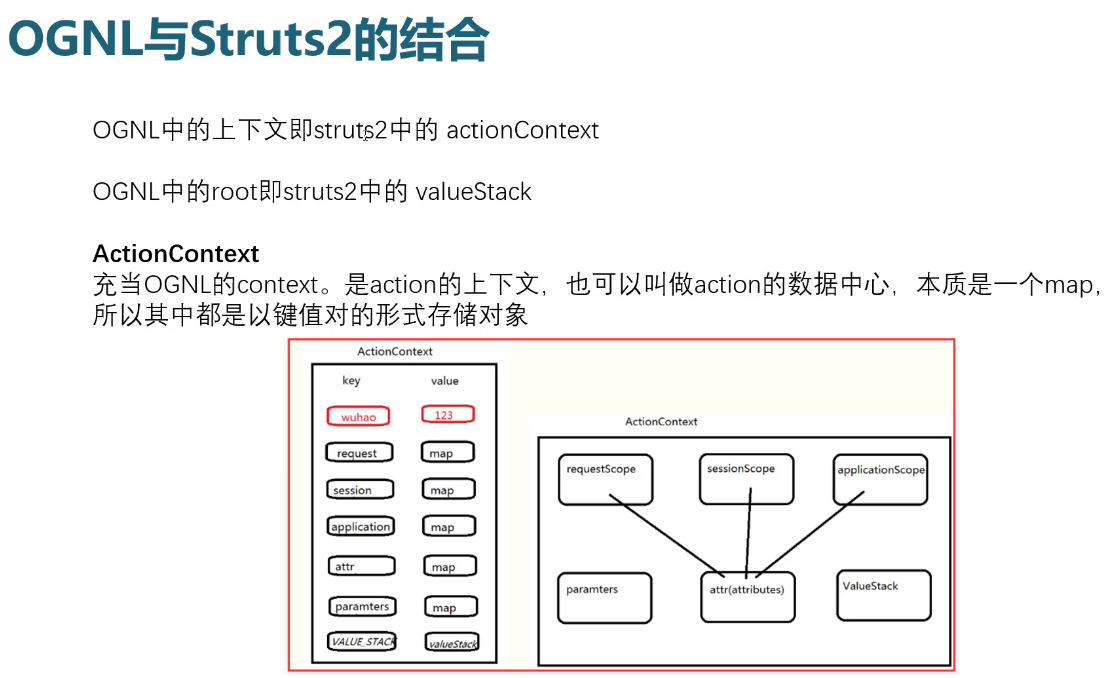 OGNL与Struts2的结合
OGNL中的上下文即struts2中的 actionContext
OGNL中的root即struts2中的 valueStack
ActionContext
充当OGNL的context。是action的上下文，也可以叫做action的数据中心，本质是一个map，
所以其中都是以键值对的形式存储对象
ActionContext
key value
wuhao 123
request map
session map
application map
attr map
paramters map
VALUE_STACK valueStack
ActionContext
requestScope sessionScope applicationScope
paramters attr(attributes) ValueStack